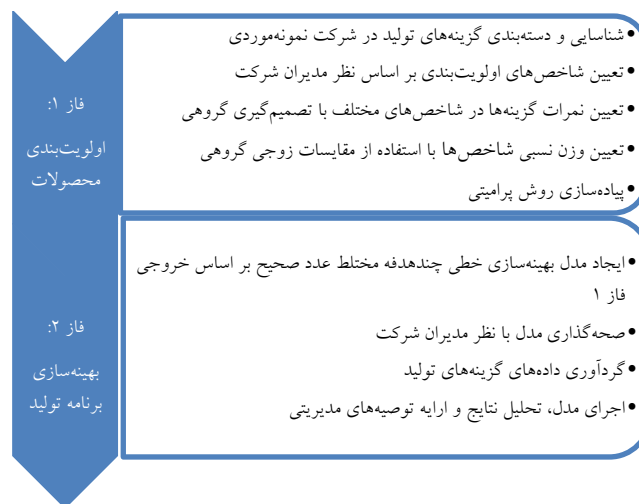 فاز ۱:
اولویت‌بندی
محصولات
•شناسایی و دسته‌بندی گزینه‌های تولید در شرکت نمونه‌موردی
•تعیین شاخص‌های اولویت‌بندی بر اساس نظر مدیران شرکت
•تعیین نمرات گزینه‌ها در شاخص‌های مختلف با تصمیم‌گیری گروهی
•تعیین وزن نسبی شاخص‌ها با استفاده از مقایسات زوجی گروهی
•پیاده‌سازی روش پرامیتی
فاز ۲:
بهینه‌سازی
برنامه تولید
•ایجاد مدل بهینه‌سازی خطی چندهدفه مختلط عدد صحیح بر اساس خروجی
فاز ۱
•صحه‌گذاری مدل با نظر مدیران شرکت
•گردآوری داده‌های گزینه‌های تولید
•اجرای مدل، تحلیل نتایج و ارایه توصیه‌های مدیریتی